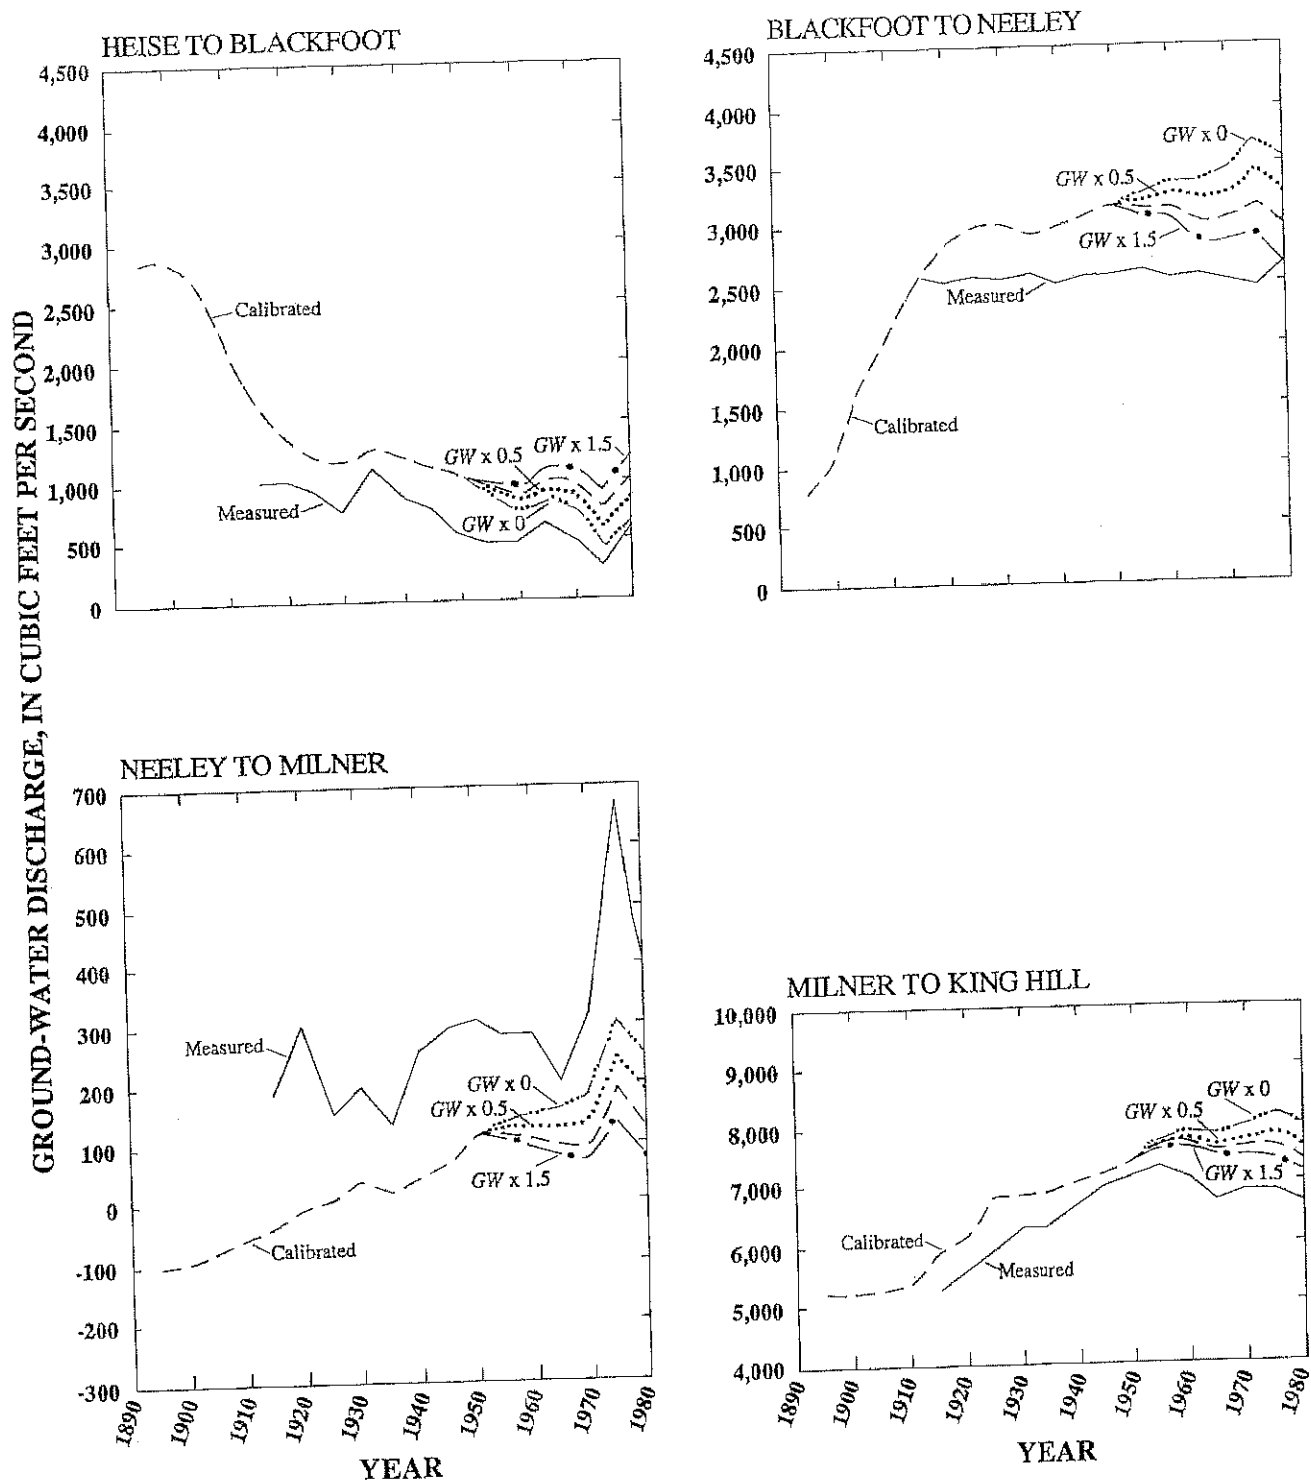 GROUND-WATER DISCHARGE, IN CUBIC FEET PER SECOND
HEISE TO BLACKFOOT
4,500
4,000
3,500
3,000
2,500
2,000
1,500
1,000
500
0
Calibrated
GW x 0.5
GW x 1.5
Measured
GW x 0
BLACKFOOT TO NEELEY
4,500
4,000
3,500
3,000
2,500
2,000
1,500
1,000
500
0
GW x 0
GW x 0.5
GW x 1.5
Measured
Calibrated
NEELEY TO MILNER
700
600
500
400
300
200
100
0
-100
-200
-300
Measured
GW x 0
GW x 0.5
GW x 1.5
Calibrated
1890
1900
1910
1920
1930
1940
1950
1960
1970
1980
YEAR
MILNER TO KING HILL
10,000
9,000
8,000
7,000
6,000
5,000
4,000
GW x 0
GW x 0.5
GW x 1.5
Calibrated
Measured
1890
1900
1910
1920
1930
1940
1950
1960
1970
1980
YEAR